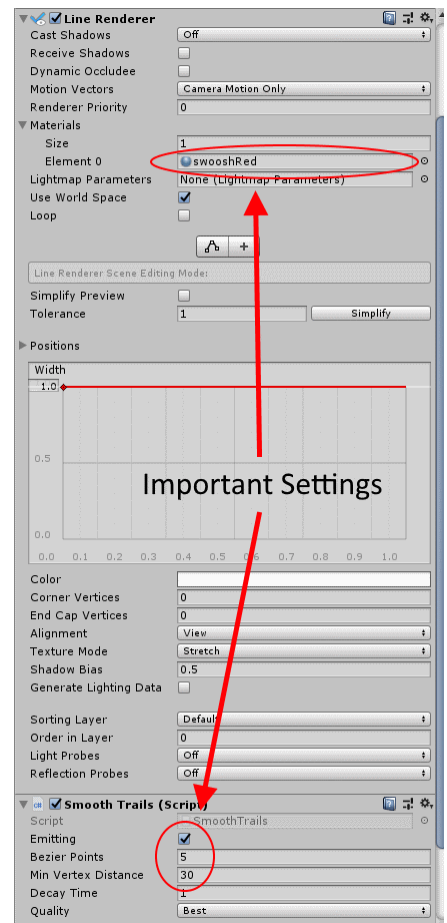 Line Renderer
Cast Shadows Off
Receive Shadows
Dynamic Occludee
Motion Vectors Camera Motion Only
Renderer Priority 0
Materials
Size 1
Element 0 swooshRed
Lightmap Parameters None (Lightmap Parameters)
Use World Space
Loop
Line Renderer Scene Editing Mode:
Simplify Preview
Tolerance 1 Simplify
Positions
Width
1.0
0.5
Important Settings
0.0
0.0 0.1 0.2 0.3 0.4 0.5 0.6 0.7 0.8 0.9 1.0
Color
Corner Vertices 0
End Cap Vertices 0
Alignment View
Texture Mode Stretch
Shadow Bias 0.5
Generate Lighting Data
Sorting Layer Default
Order in Layer 0
Light Probes Off
Reflection Probes Off
Smooth Trails (Script)
Script SmoothTrails
Emitting
Bezier Points 5
Min Vertex Distance 30
Decay Time 1
Quality Best